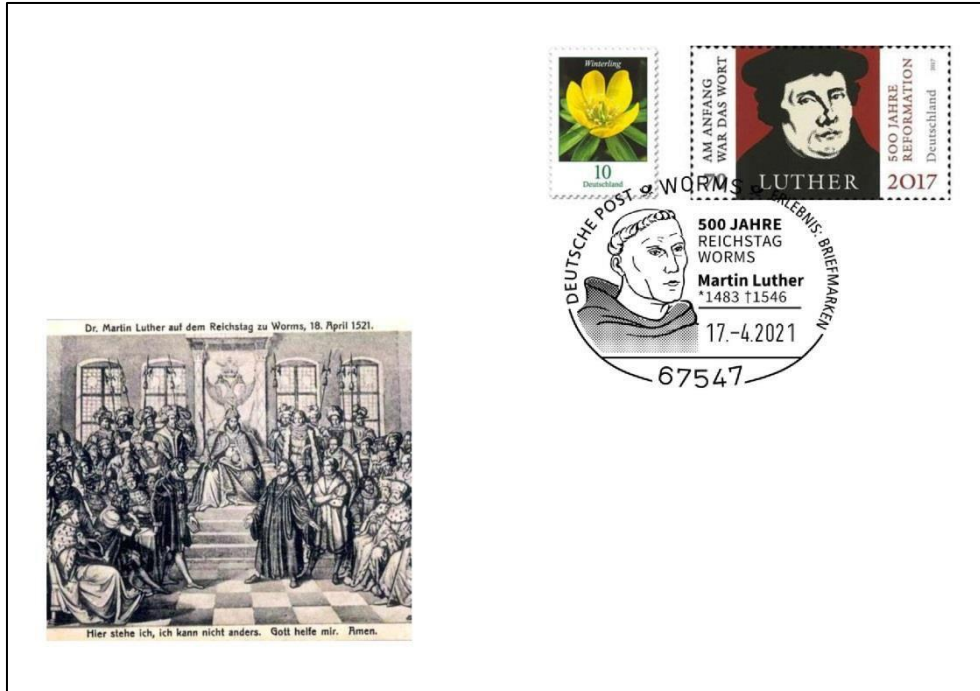 Winterling
10
Deutschland
AM ANFANG
WAR DAS WORT
70
LUTHER
500 JAHRE
REFORMATION
2017
Deutschland
2017
DEUTSCHE POST WORMS ERLEBNIS: BRIEFMARKEN
500 JAHRE
REICHSTAG
WORMS
Martin Luther
*1483 †1546
17.-4.2021
67547
Dr. Martin Luther auf dem Reichstag zu Worms, 18. April 1521.
Hier stehe ich, ich kann nicht anders. Gott helfe mir. Amen.